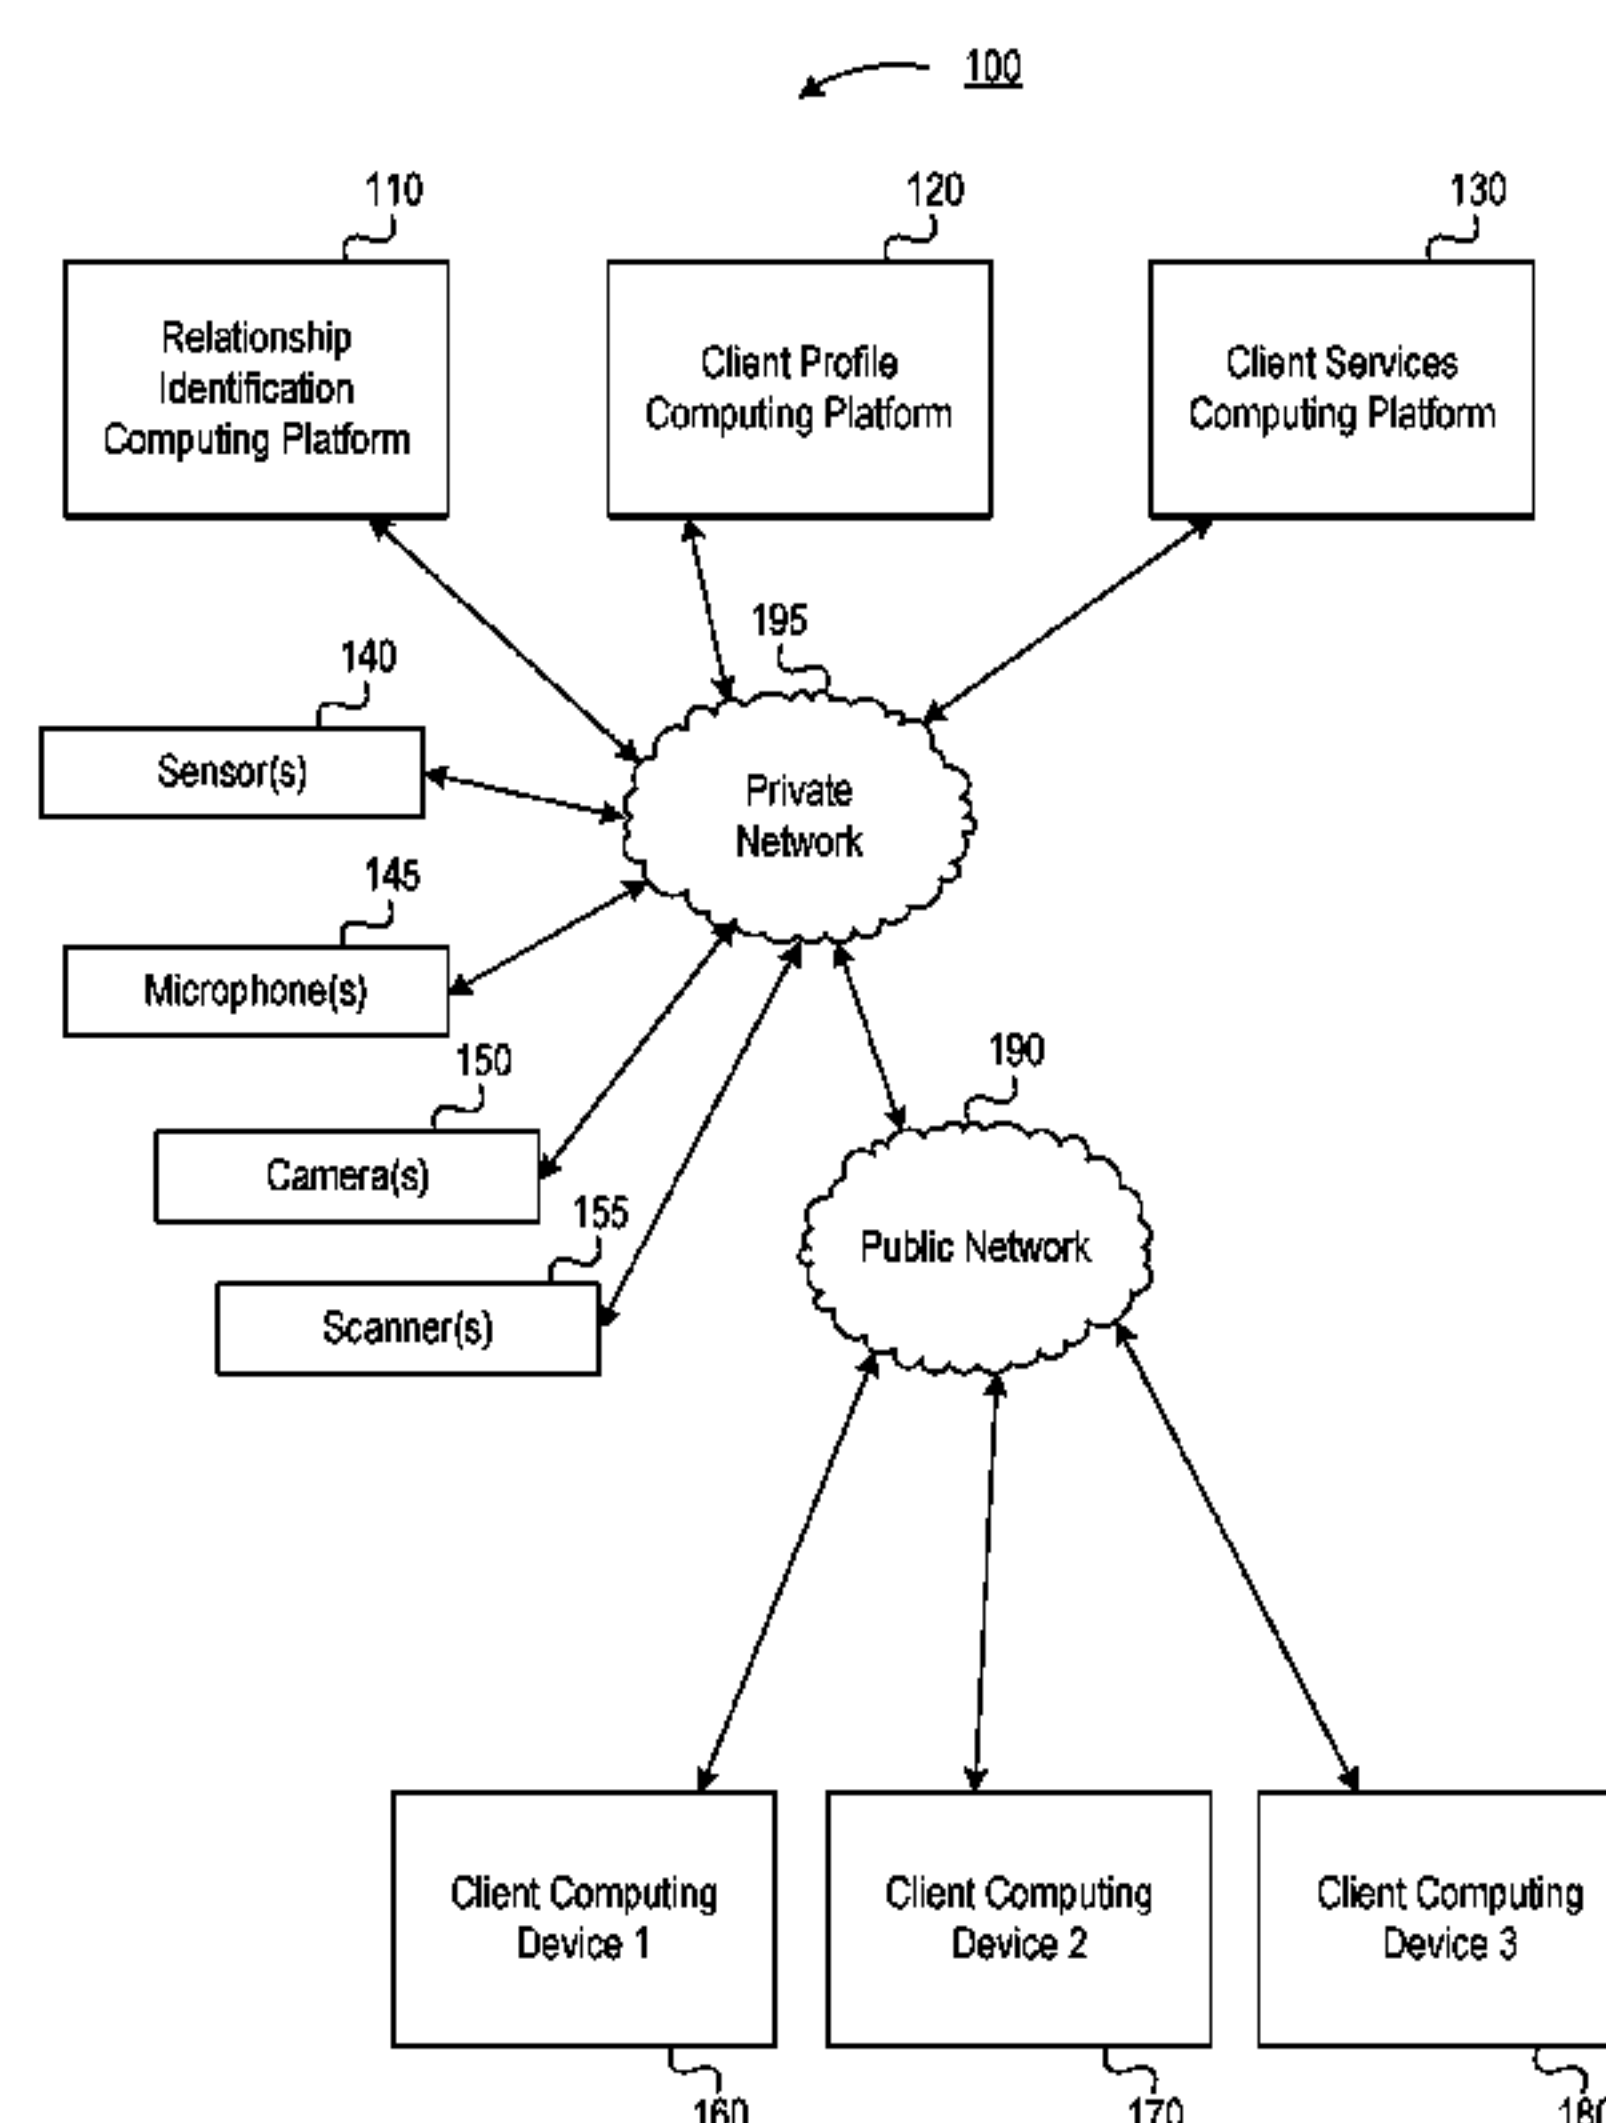 100
110
120
130
Relationship
Identification
Computing Platform
Client Profile
Computing Platform
Client Services
Computing Platform
195
140
Sensor(s)
Private
Network
145
Microphone(s)
150
190
Camera(s)
155
Public Network
Scanner(s)
Client Computing
Device 1
Client Computing
Device 2
Client Computing
Device 3
160
170
180